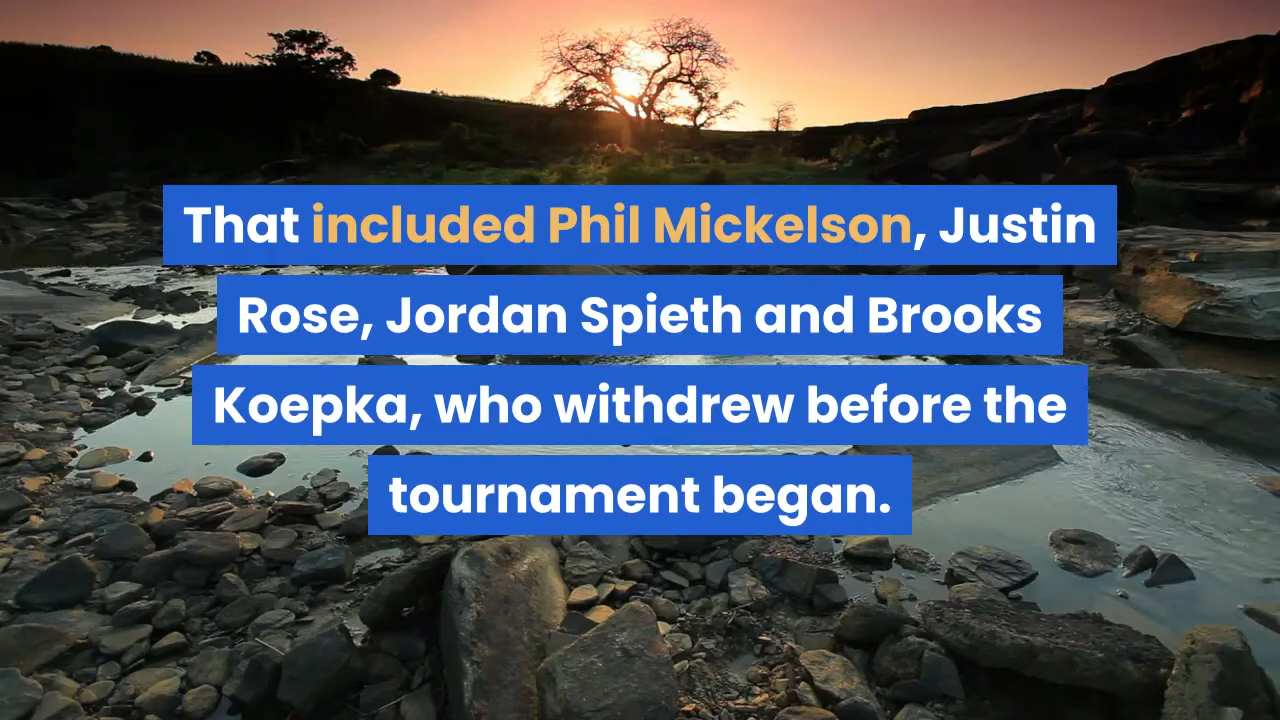 That included Phil Mickelson, Justin
Rose, Jordan Spieth and Brooks
Koepka, who withdrew before the
tournament began.